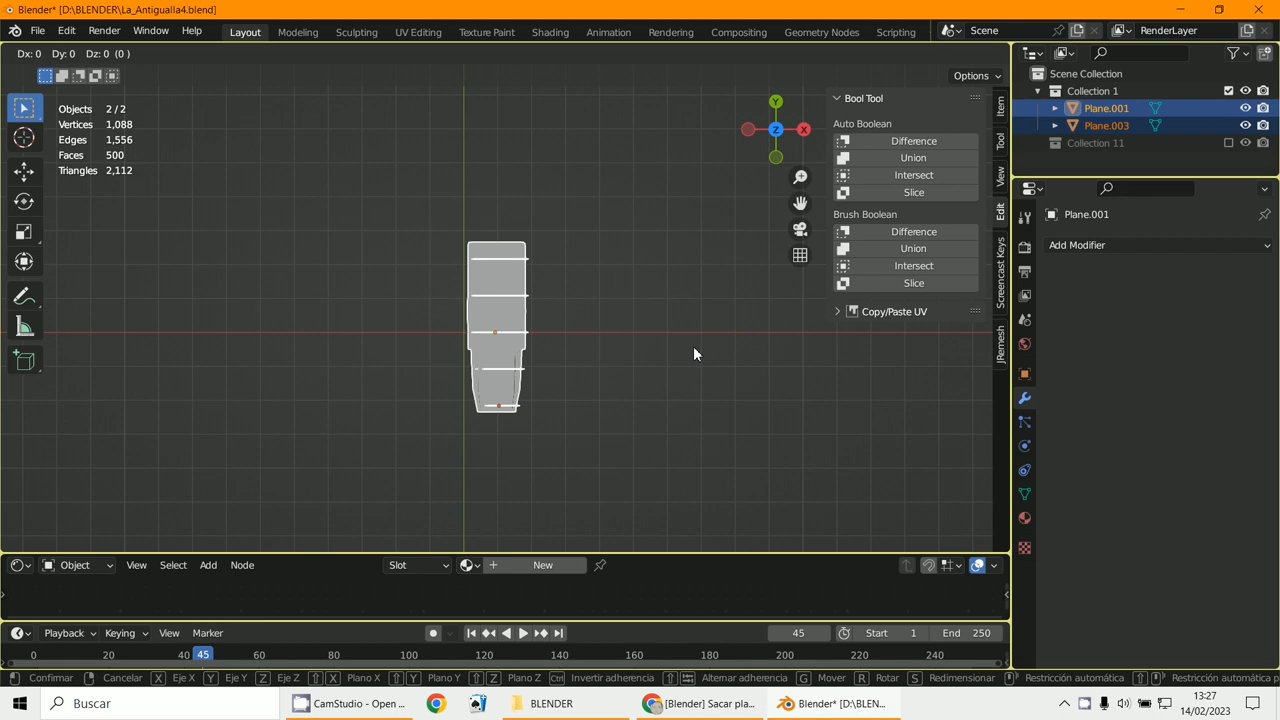 Blender* [D:\BLENDER\La_Antigualla4.blend]
File Edit Render Window Help Layout Modeling Sculpting UV Editing Texture Paint Shading Animation Rendering Compositing Geometry Nodes Scripting Scene RenderLayer
Dx: 0 Dy: 0 Dz: 0 (0 )
Options
Objects 2 / 2
Vertices 1,088
Edges 1,556
Faces 500
Triangles 2,112
Y
X
Z
Bool Tool
Auto Boolean
Difference
Union
Intersect
Slice
Brush Boolean
Difference
Union
Intersect
Slice
Copy/Paste UV
Item
Tool
View
Edit
Screencast Keys
JRemesh
Scene Collection
Collection 1
Plane.001
Plane.003
Collection 11
Plane.001
Add Modifier
Object View Select Add Node Slot New
Playback Keying View Marker 45 Start 1 End 250
0 20 40 45 60 80 100 120 140 160 180 200 220 240
Confirmar Cancelar X Eje X Y Eje Y Z Eje Z X Plano X Y Plano Y Z Plano Z Ctrl Invertir adherencia Alternar adherencia G Mover R Rotar S Redimensionar Restricción automática Restricción automática p
Buscar CamStudio - Open ... BLENDER [Blender] Sacar pla... Blender* [D:\BLEN... 13:27
14/02/2023